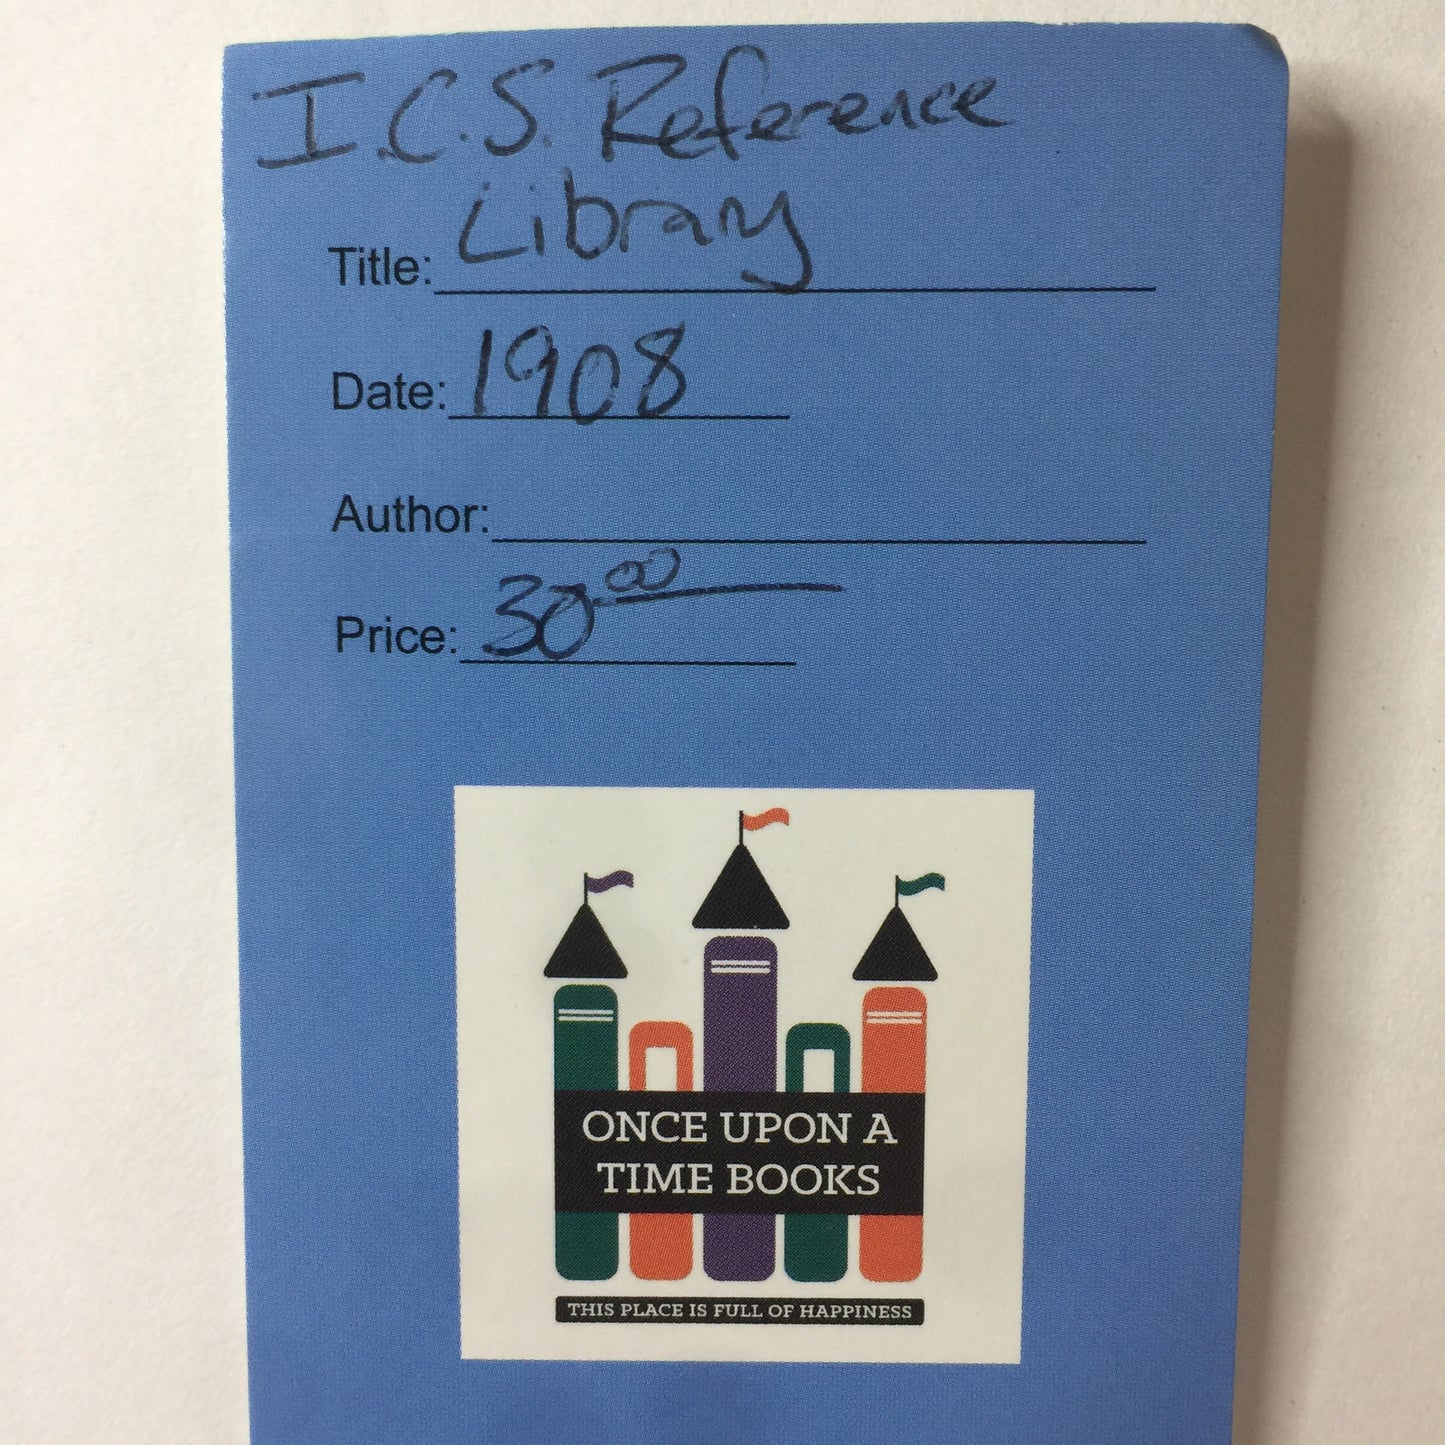 I.C.S. Reference
Title: Library
Date: 1908
Author:
Price: 30.00
ONCE UPON A
TIME BOOKS
THIS PLACE IS FULL OF HAPPINESS